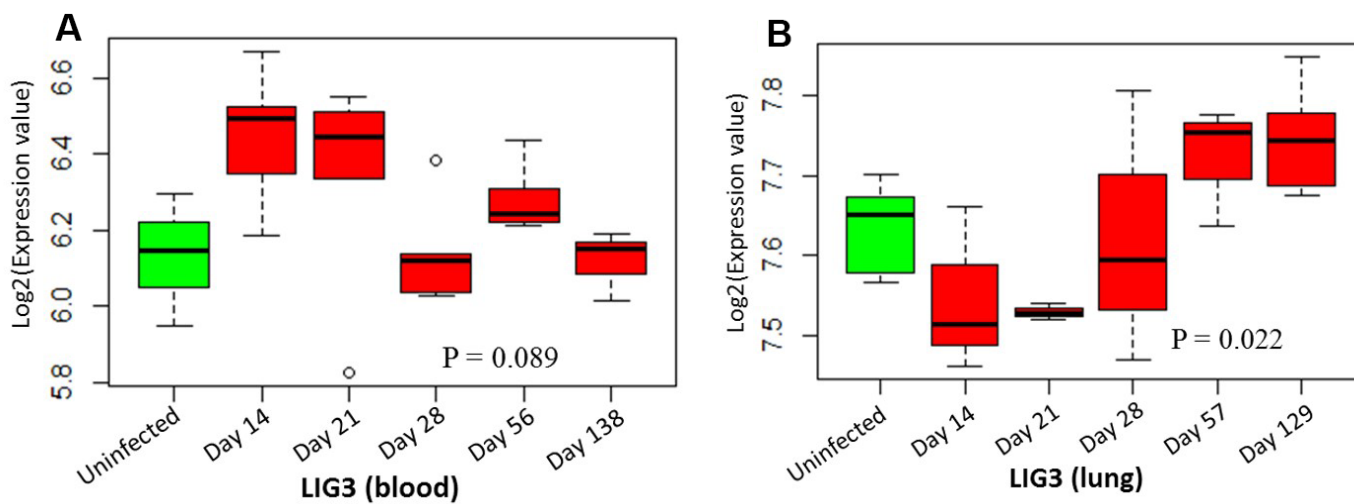 A
Log2(Expression value)
6.6
6.4
6.2
6.0
5.8
P = 0.089
Uninfected
Day 14
Day 21
Day 28
Day 56
Day 138
LIG3 (blood)
B
Log2(Expression value)
7.8
7.7
7.6
7.5
P = 0.022
Uninfected
Day 14
Day 21
Day 28
Day 57
Day 129
LIG3 (lung)